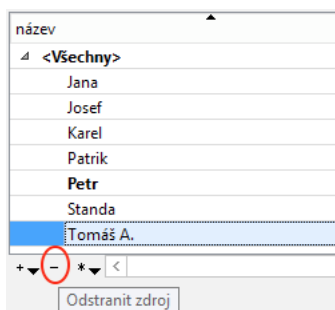 název
<Všechny>
Jana
Josef
Karel
Patrik
Petr
Standa
Tomáš A.
+ − * <
Odstranit zdroj